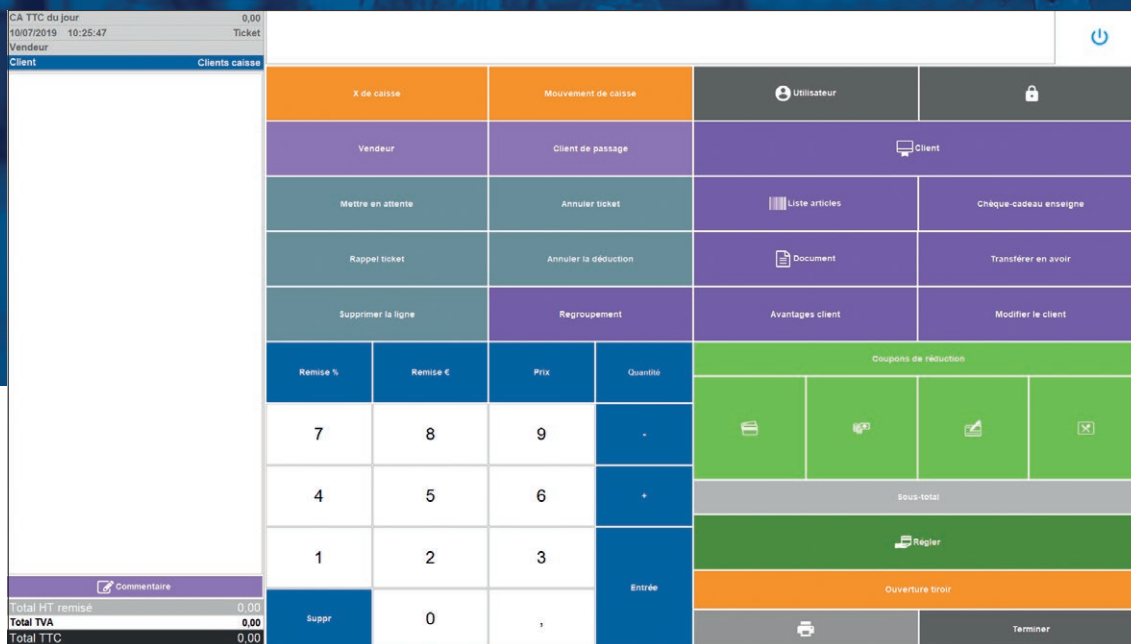 CA TTC du jour 0,00
10/07/2019 10:25:47 Ticket
Vendeur
Client Clients caisse
X de caisse Mouvement de caisse Utilisateur
Vendeur Client de passage Client
Mettre en attente Annuler ticket Liste articles Chèque-cadeau enseigne
Rappel ticket Annuler la déduction Document Transférer en avoir
Supprimer la ligne Regroupement Avantages client Modifier le client
Remise % Remise € Prix Quantité Coupons de réduction
7 8 9 -
4 5 6 + Sous-total
1 2 3 Régler
Commentaire Entrée Ouverture tiroir
Total HT remisé 0,00
Total TVA 0,00
Total TTC 0,00
Suppr 0 , Terminer